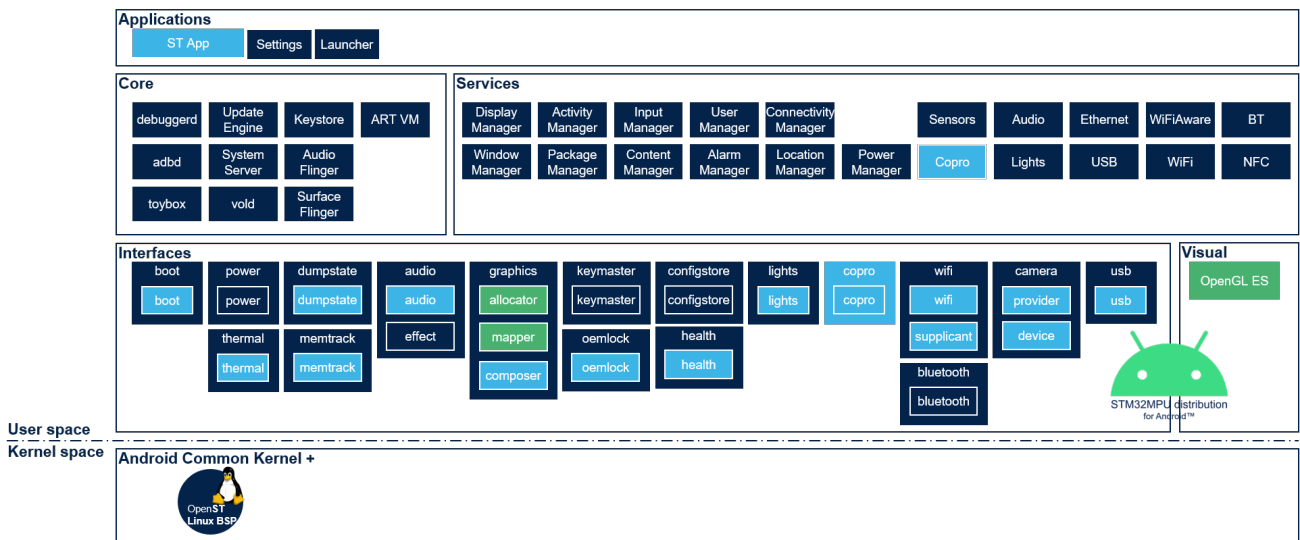 Applications
ST App
Settings
Launcher
Core
debuggerd
Update
Engine
Keystore
ART VM
adbd
System
Server
Audio
Flinger
toybox
vold
Surface
Flinger
Services
Display
Manager
Activity
Manager
Input
Manager
User
Manager
Connectivity
Manager
Sensors
Audio
Ethernet
WiFiAware
BT
Window
Manager
Package
Manager
Content
Manager
Alarm
Manager
Location
Manager
Power
Manager
Copro
Lights
USB
WiFi
NFC
Interfaces
boot
boot
power
power
thermal
thermal
dumpstate
dumpstate
memtrack
memtrack
audio
audio
effect
graphics
allocator
mapper
composer
keymaster
keymaster
oemlock
oemlock
configstore
configstore
health
health
lights
lights
copro
copro
wifi
wifi
supplicant
bluetooth
bluetooth
camera
provider
device
usb
usb
Visual
OpenGL ES
STM32MPU distribution
for Android™
User space
Kernel space
Android Common Kernel +
OpenST
Linux BSP